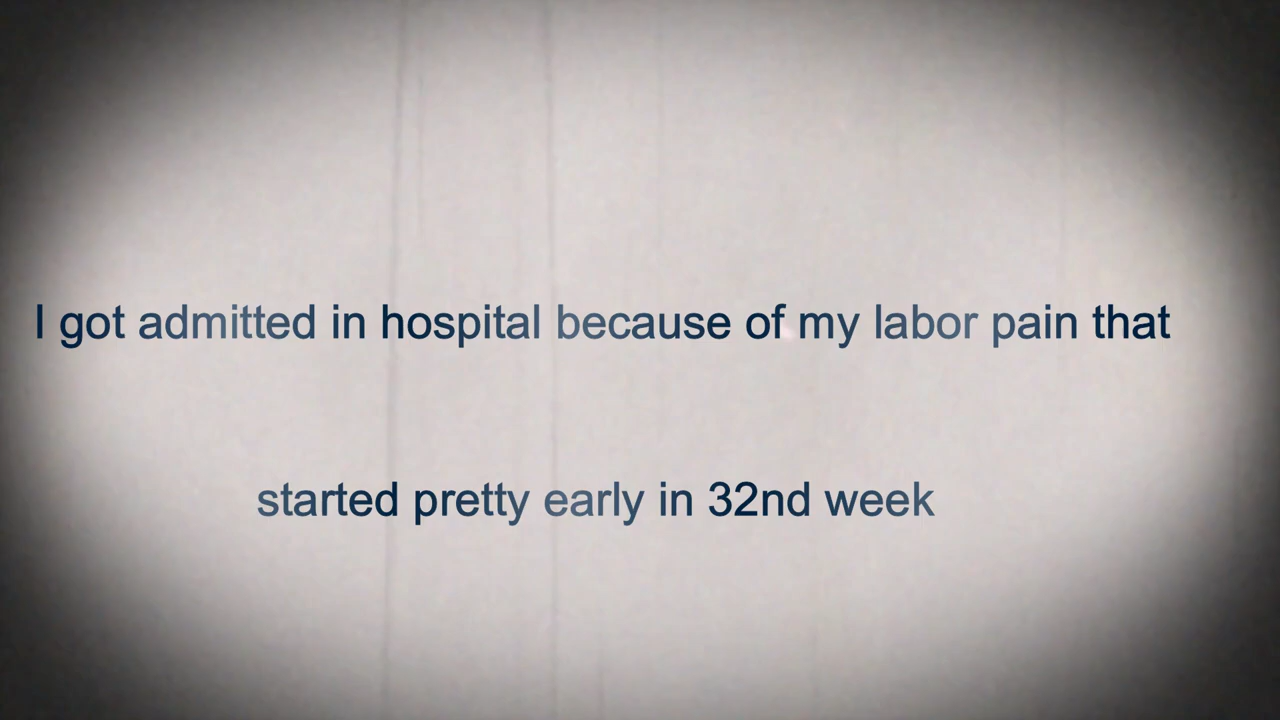 I got admitted in hospital because of my labor pain that
started pretty early in 32nd week